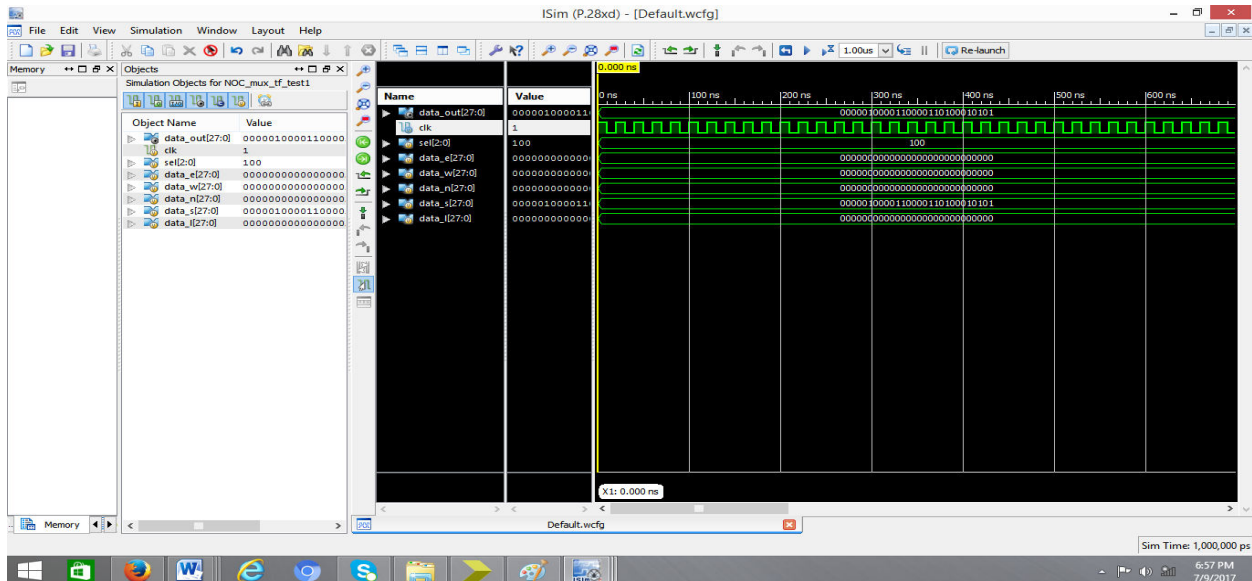 ISim (P.28xd) - [Default.wcfg]
File Edit View Simulation Window Layout Help
1.00us Re-launch
Memory
Objects
Simulation Objects for NOC_mux_tf_test1
Object Name Value
data_out[27:0] 0000010000110000
clk 1
sel[2:0] 100
data_e[27:0] 0000000000000000
data_w[27:0] 0000000000000000
data_n[27:0] 0000000000000000
data_s[27:0] 0000010000110000
data_l[27:0] 0000000000000000
Name Value
data_out[27:0] 000001000011
clk 1
sel[2:0] 100
data_e[27:0] 000000000000
data_w[27:0] 000000000000
data_n[27:0] 000000000000
data_s[27:0] 000001000011
data_l[27:0] 000000000000
0.000 ns
0 ns 100 ns 200 ns 300 ns 400 ns 500 ns 600 ns
0000010000110000110100010101
100
0000000000000000000000000000
0000000000000000000000000000
0000000000000000000000000000
0000010000110000110100010101
0000000000000000000000000000
X1: 0.000 ns
Memory
Default.wcfg
Sim Time: 1,000,000 ps
6:57 PM
7/9/2017